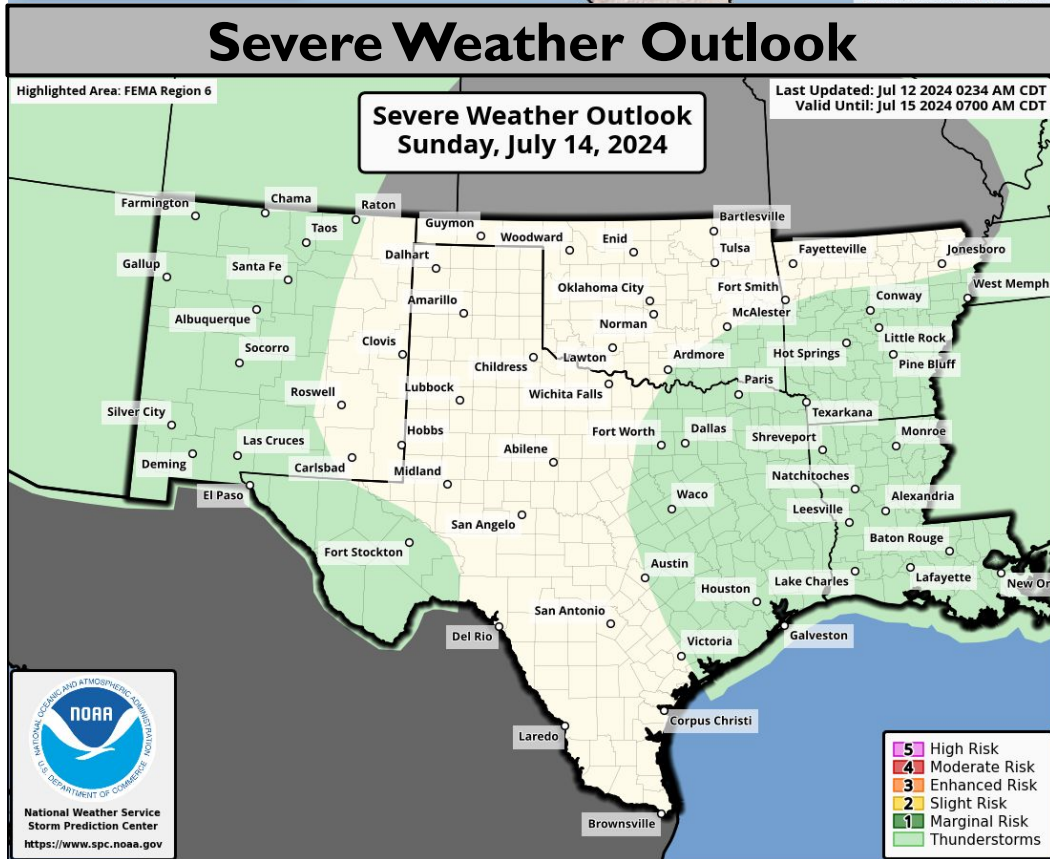 Severe Weather Outlook
Highlighted Area: FEMA Region 6
Last Updated: Jul 12 2024 0234 AM CDT
Valid Until: Jul 15 2024 0700 AM CDT
Severe Weather Outlook
Sunday, July 14, 2024
Farmington
Chama
Raton
Taos
Guymon
Woodward
Enid
Bartlesville
Tulsa
Fayetteville
Jonesboro
Gallup
Santa Fe
Dalhart
West Memph
Albuquerque
Amarillo
Oklahoma City
Fort Smith
Conway
Norman
McAlester
Socorro
Clovis
Childress
Lawton
Ardmore
Hot Springs
Little Rock
Pine Bluff
Roswell
Lubbock
Wichita Falls
Paris
Silver City
Texarkana
Hobbs
Fort Worth
Dallas
Shreveport
Monroe
Las Cruces
Abilene
Deming
Carlsbad
Midland
Natchitoches
El Paso
Waco
Alexandria
San Angelo
Leesville
Fort Stockton
Baton Rouge
Austin
Houston
Lake Charles
Lafayette
New Or
San Antonio
Del Rio
Victoria
Galveston
Corpus Christi
Laredo
Brownsville
NATIONAL OCEANIC AND ATMOSPHERIC ADMINISTRATION
NOAA
U.S. DEPARTMENT OF COMMERCE
National Weather Service
Storm Prediction Center
https://www.spc.noaa.gov
5 High Risk
4 Moderate Risk
3 Enhanced Risk
2 Slight Risk
1 Marginal Risk
Thunderstorms